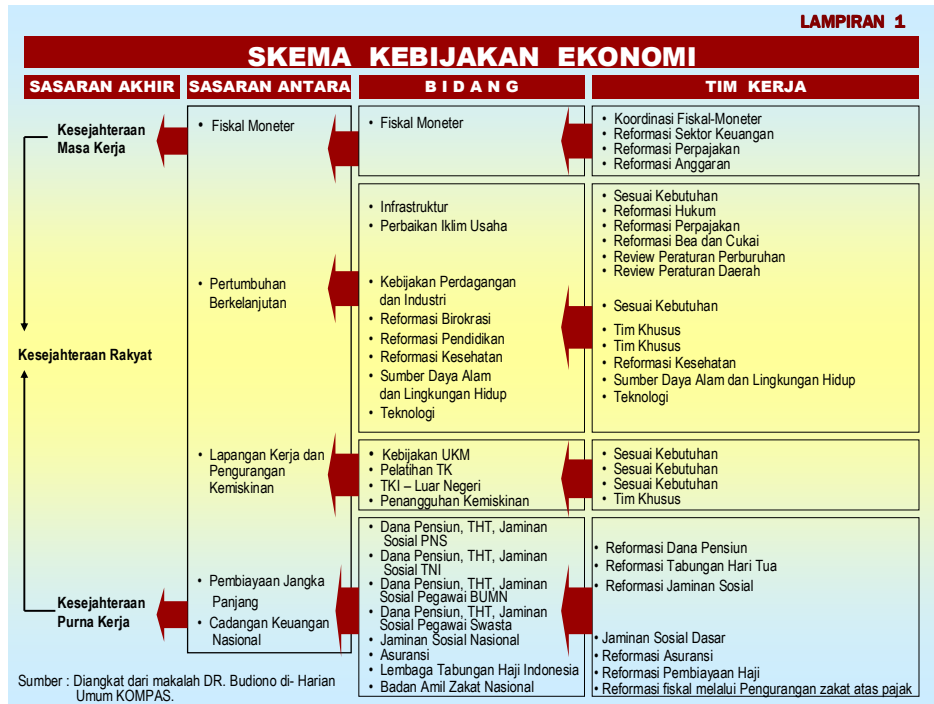 LAMPIRAN 1
SKEMA KEBIJAKAN EKONOMI
SASARAN AKHIR
SASARAN ANTARA
B I D A N G
TIM KERJA
Kesejahteraan
Masa Kerja
Kesejahteraan Rakyat
Kesejahteraan
Purna Kerja
• Fiskal Moneter
• Pertumbuhan
Berkelanjutan
• Lapangan Kerja dan
Pengurangan
Kemiskinan
• Pembiayaan Jangka
Panjang
• Cadangan Keuangan
Nasional
• Fiskal Moneter
• Infrastruktur
• Perbaikan Iklim Usaha
• Kebijakan Perdagangan
dan Industri
• Reformasi Birokrasi
• Reformasi Pendidikan
• Reformasi Kesehatan
• Sumber Daya Alam
dan Lingkungan Hidup
• Teknologi
• Kebijakan UKM
• Pelatihan TK
• TKI – Luar Negeri
• Penangguhan Kemiskinan
• Dana Pensiun, THT, Jaminan
Sosial PNS
• Dana Pensiun, THT, Jaminan
Sosial TNI
• Dana Pensiun, THT, Jaminan
Sosial Pegawai BUMN
• Dana Pensiun, THT, Jaminan
Sosial Pegawai Swasta
• Jaminan Sosial Nasional
• Asuransi
• Lembaga Tabungan Haji Indonesia
• Badan Amil Zakat Nasional
• Koordinasi Fiskal-Moneter
• Reformasi Sektor Keuangan
• Reformasi Perpajakan
• Reformasi Anggaran
• Sesuai Kebutuhan
• Reformasi Hukum
• Reformasi Perpajakan
• Reformasi Bea dan Cukai
• Review Peraturan Perburuhan
• Review Peraturan Daerah
• Sesuai Kebutuhan
• Tim Khusus
• Tim Khusus
• Reformasi Kesehatan
• Sumber Daya Alam dan Lingkungan Hidup
• Teknologi
• Sesuai Kebutuhan
• Sesuai Kebutuhan
• Sesuai Kebutuhan
• Tim Khusus
• Reformasi Dana Pensiun
• Reformasi Tabungan Hari Tua
• Reformasi Jaminan Sosial
• Jaminan Sosial Dasar
• Reformasi Asuransi
• Reformasi Pembiayaan Haji
• Reformasi fiskal melalui Pengurangan zakat atas pajak
Sumber : Diangkat dari makalah DR. Budiono di- Harian
Umum KOMPAS.